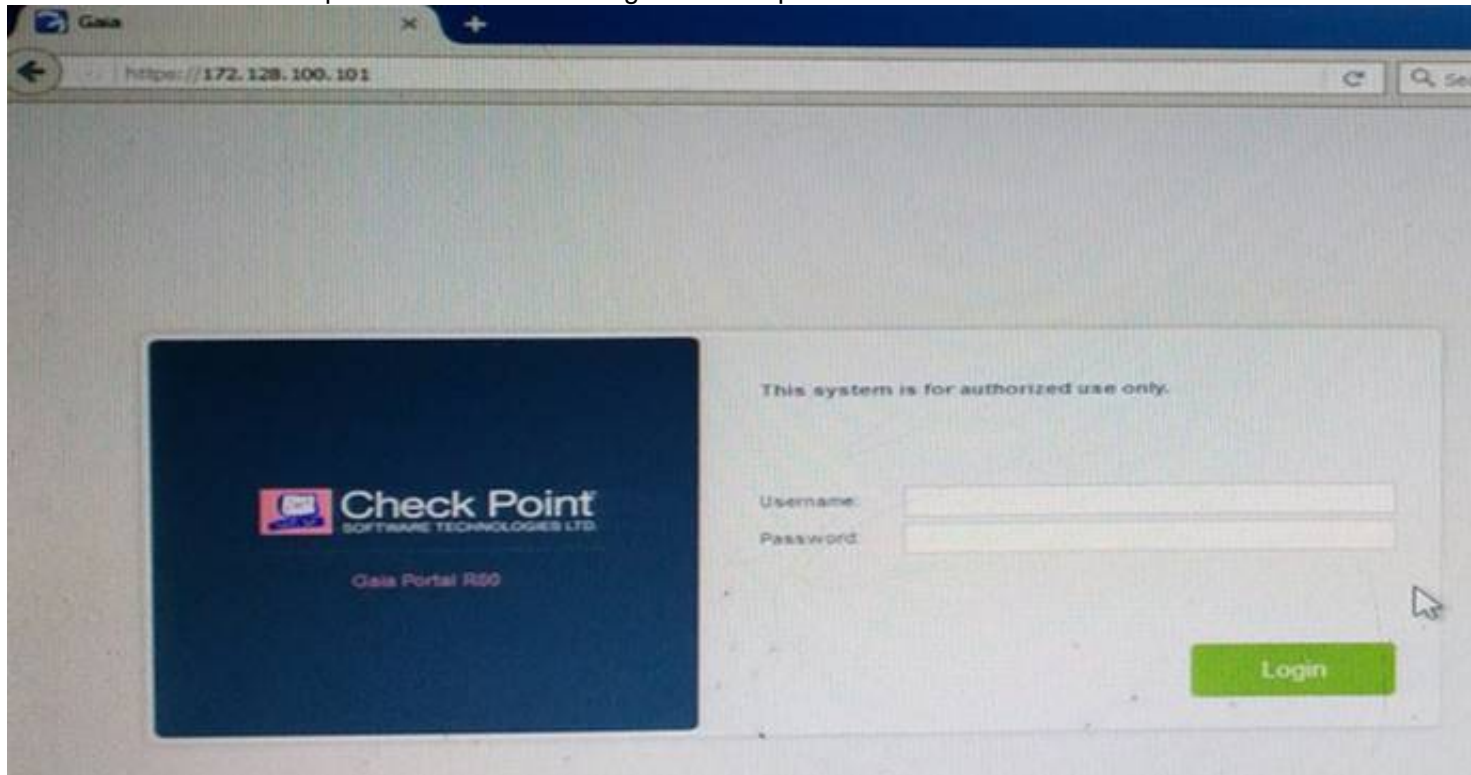 Gaia
https://172.128.100.101
This system is for authorized use only.
Check Point
SOFTWARE TECHNOLOGIES LTD.
Gaia Portal R80
Username:
Password:
Login